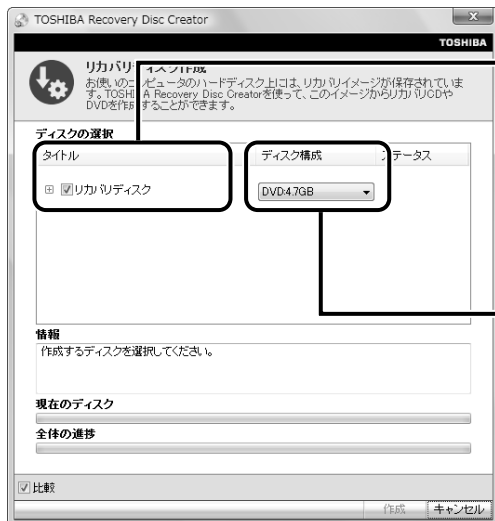 TOSHIBA Recovery Disc Creator
TOSHIBA
お使いのコンピュータのハードディスク上には、リカバリイメージが保存されていま
す。TOSHIBA Recovery Disc Creatorを使って、このイメージからリカバリCDや
DVDを作成することができます。
ディスクの選択
タイトル ディスク構成 ステータス
リカバリディスク DVD:4.7GB
情報
作成するディスクを選択してください。
現在のディスク
全体の進捗
比較
作成 キャンセル